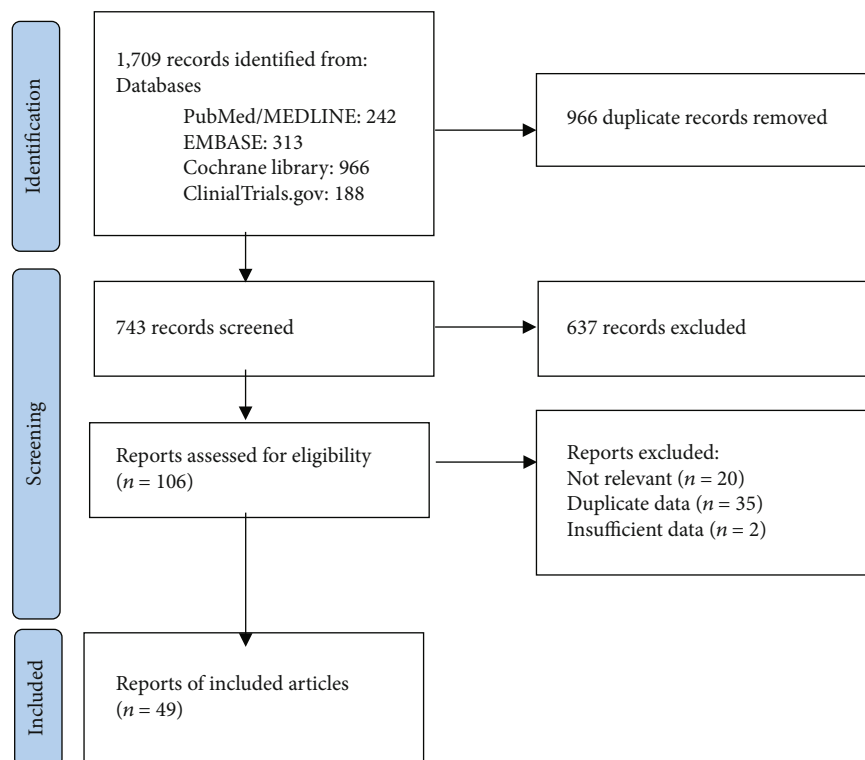 Identification
1,709 records identified from:
Databases
PubMed/MEDLINE: 242
EMBASE: 313
Cochrane library: 966
ClinialTrials.gov: 188
966 duplicate records removed
Screening
743 records screened
637 records excluded
Reports assessed for eligibility
(n = 106)
Reports excluded:
Not relevant (n = 20)
Duplicate data (n = 35)
Insufficient data (n = 2)
Included
Reports of included articles
(n = 49)